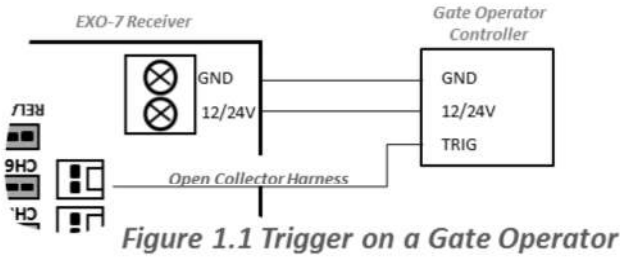 EXO-7 Receiver
Gate Operator
Controller
GND
12/24V
GND
12/24V
TRIG
CH6
Open Collector Harness
Figure 1.1 Trigger on a Gate Operator